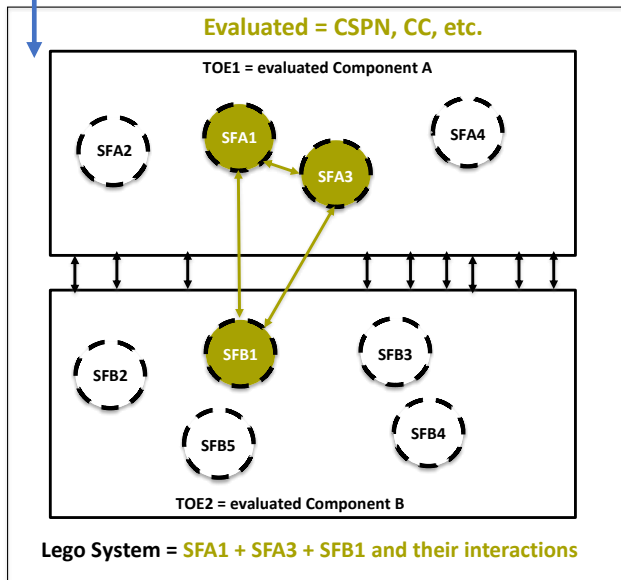 Evaluated = CSPN, CC, etc.
TOE1 = evaluated Component A
SFA1
SFA4
SFA2
SFA3
SFB1
SFB3
SFB2
SFB4
SFB5
TOE2 = evaluated Component B
Lego System = SFA1 + SFA3 + SFB1 and their interactions